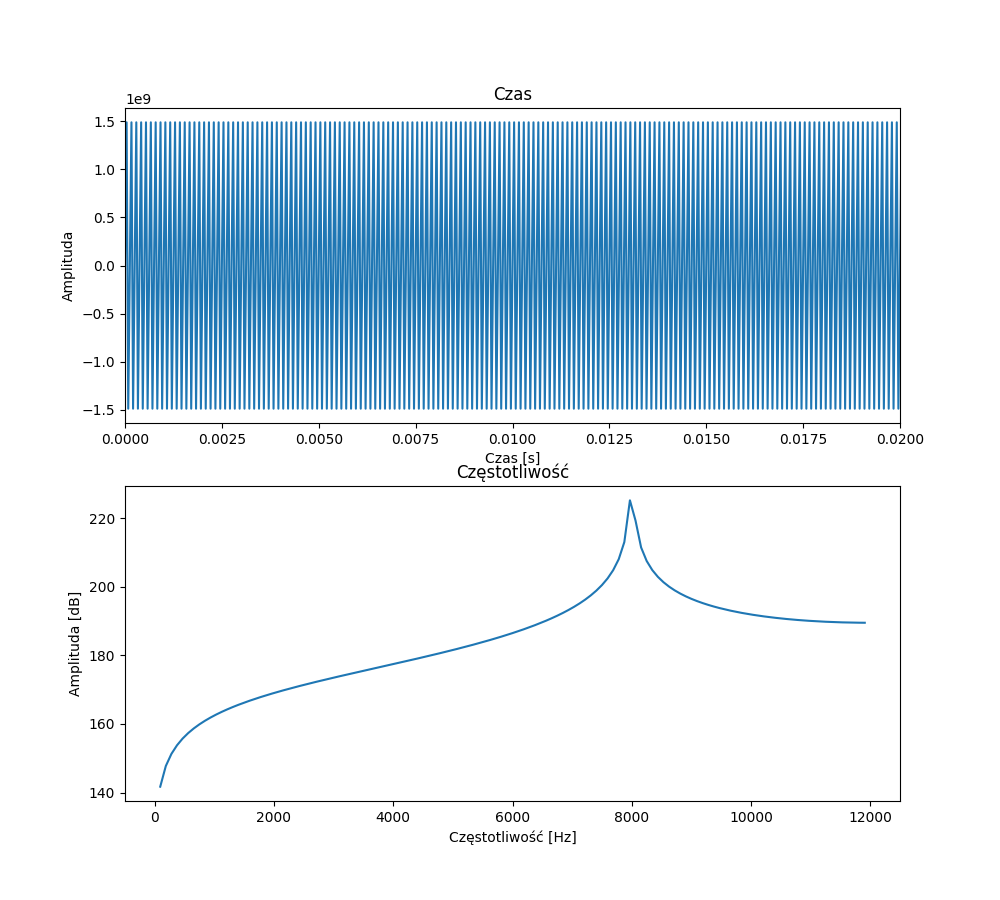 Czas
1e9
1.5
1.0
0.5
0.0
−0.5
−1.0
−1.5
Amplituda
0.0000 0.0025 0.0050 0.0075 0.0100 0.0125 0.0150 0.0175 0.0200
Czas [s]
Częstotliwość
220
200
180
160
140
Amplituda [dB]
0 2000 4000 6000 8000 10000 12000
Częstotliwość [Hz]